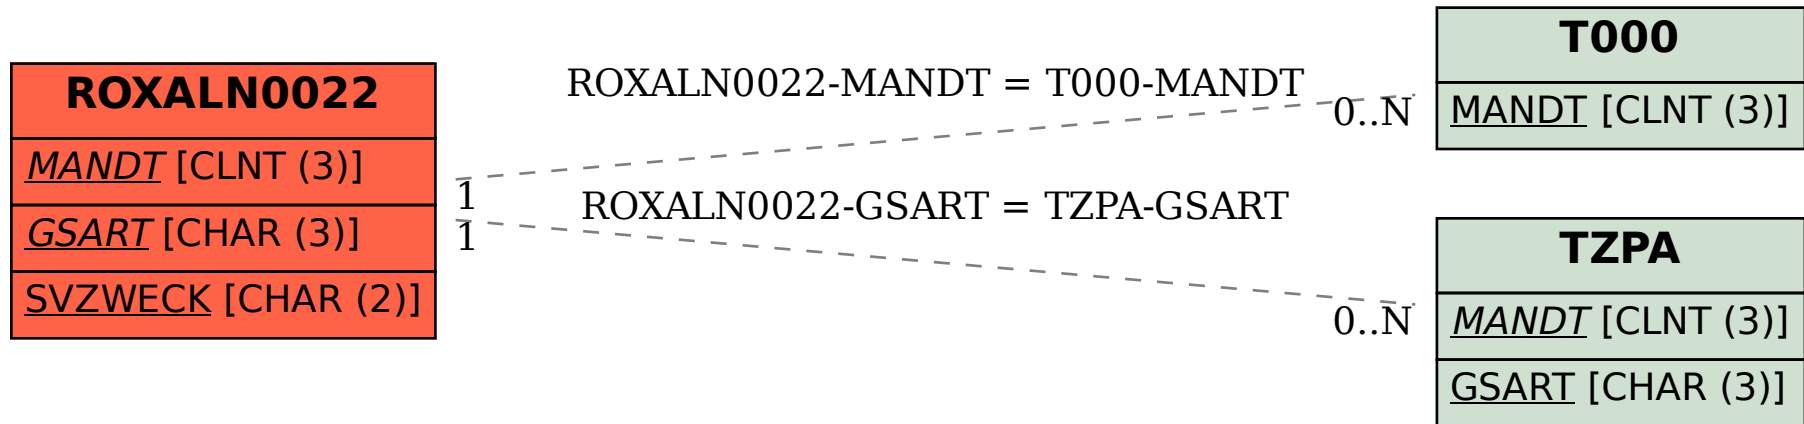 ROXALN0022
MANDT [CLNT (3)]
GSART [CHAR (3)]
SVZWECK [CHAR (2)]
ROXALN0022-MANDT = T000-MANDT
0..N
1
ROXALN0022-GSART = TZPA-GSART
1
0..N
T000
MANDT [CLNT (3)]
TZPA
MANDT [CLNT (3)]
GSART [CHAR (3)]